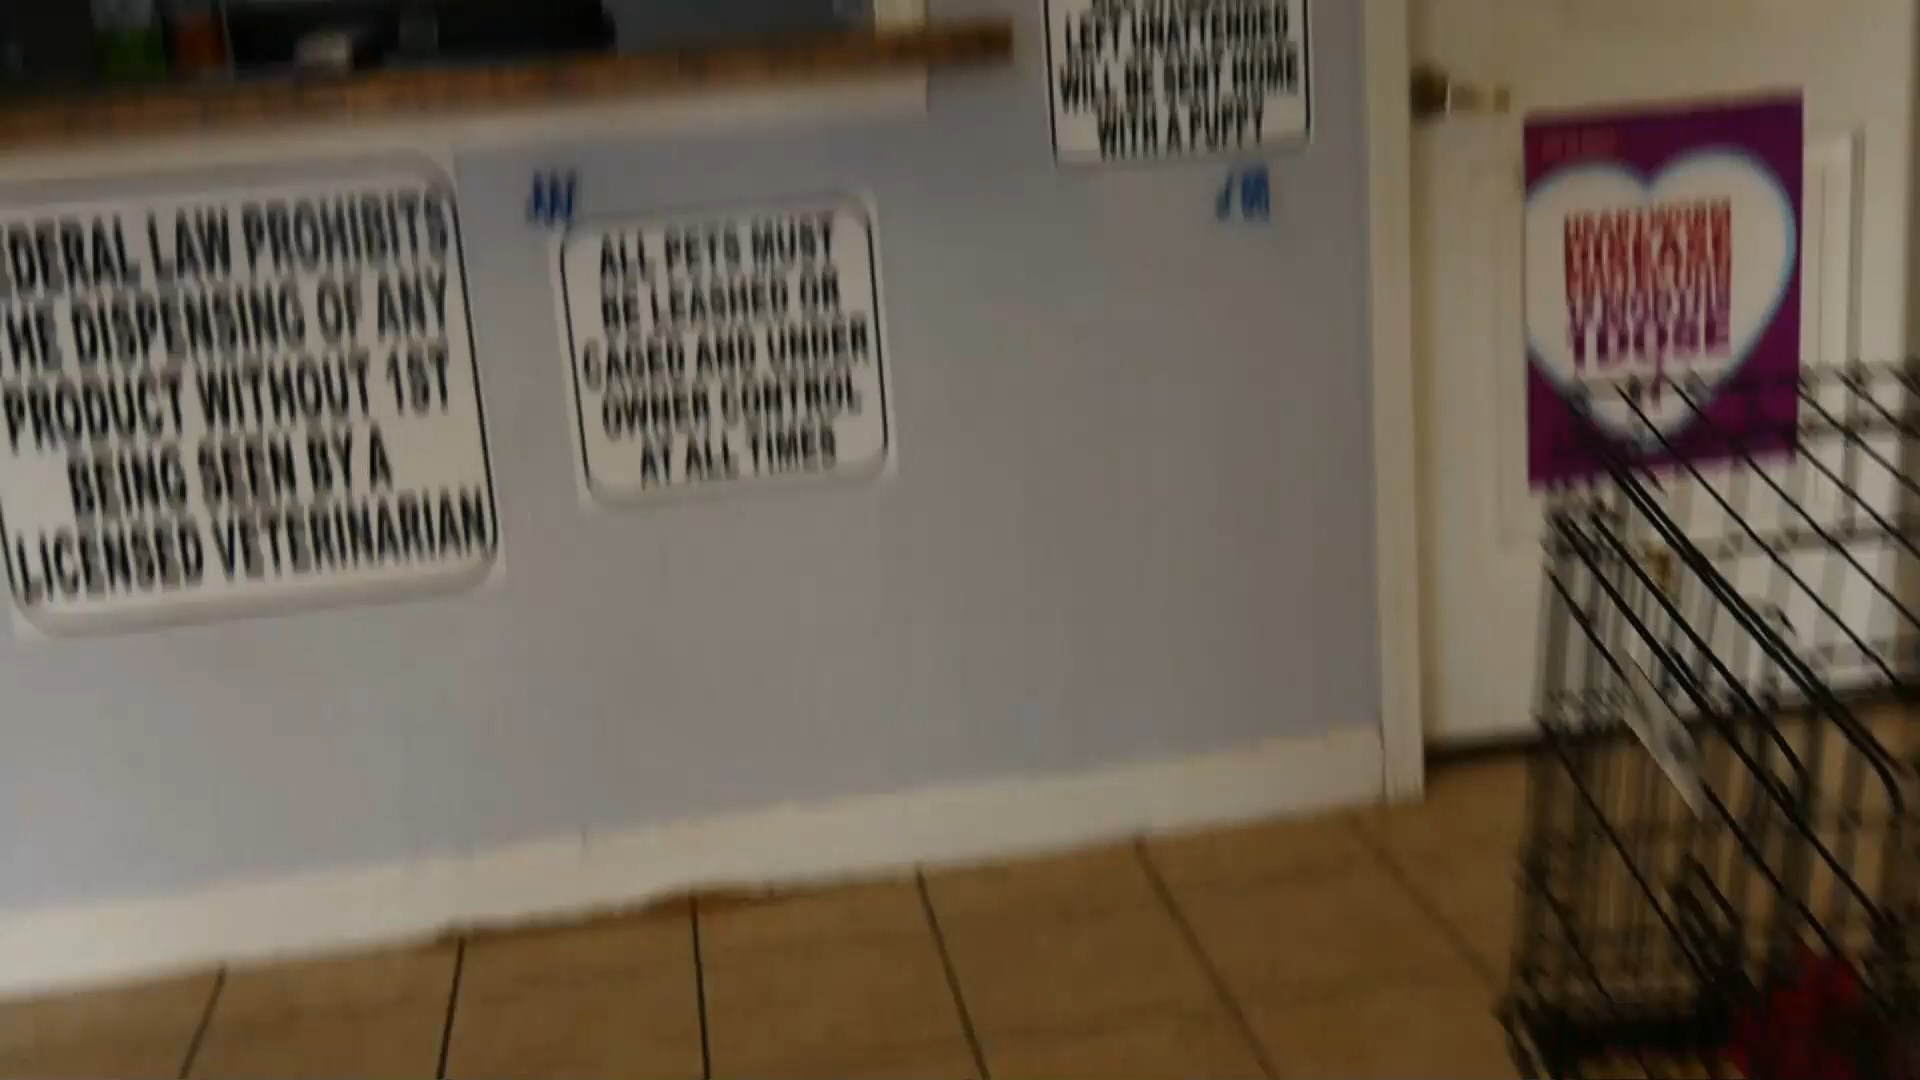 LEFT UNATTENDED
WILL BE SENT HOME
WITH A PUPPY
DERAL LAW PROHIBITS
HE DISPENSING OF ANY
PRODUCT WITHOUT 1ST
BEING SEEN BY A
LICENSED VETERINARIAN
ALL PETS MUST
BE LEASHED OR
CAGED AND UNDER
OWNER CONTROL
AT ALL TIMES